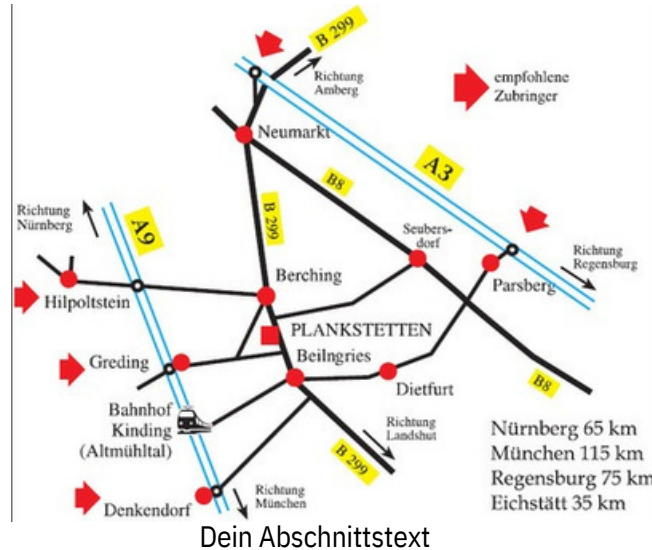 B 299
Richtung
Amberg
empfohlene
Zubringer
Neumarkt
A3
B8
Richtung
Nürnberg
A9
B 299
Seubers-
dorf
Richtung
Regensburg
Berching
Parsberg
Hilpoltstein
PLANKSTETTEN
Greding
Beilngries
Dietfurt
B8
Bahnhof
Kinding
(Altmühltal)
Richtung
Landshut
B 299
Nürnberg 65 km
München 115 km
Regensburg 75 km
Eichstätt 35 km
Denkendorf
Richtung
München
Dein Abschnittstext